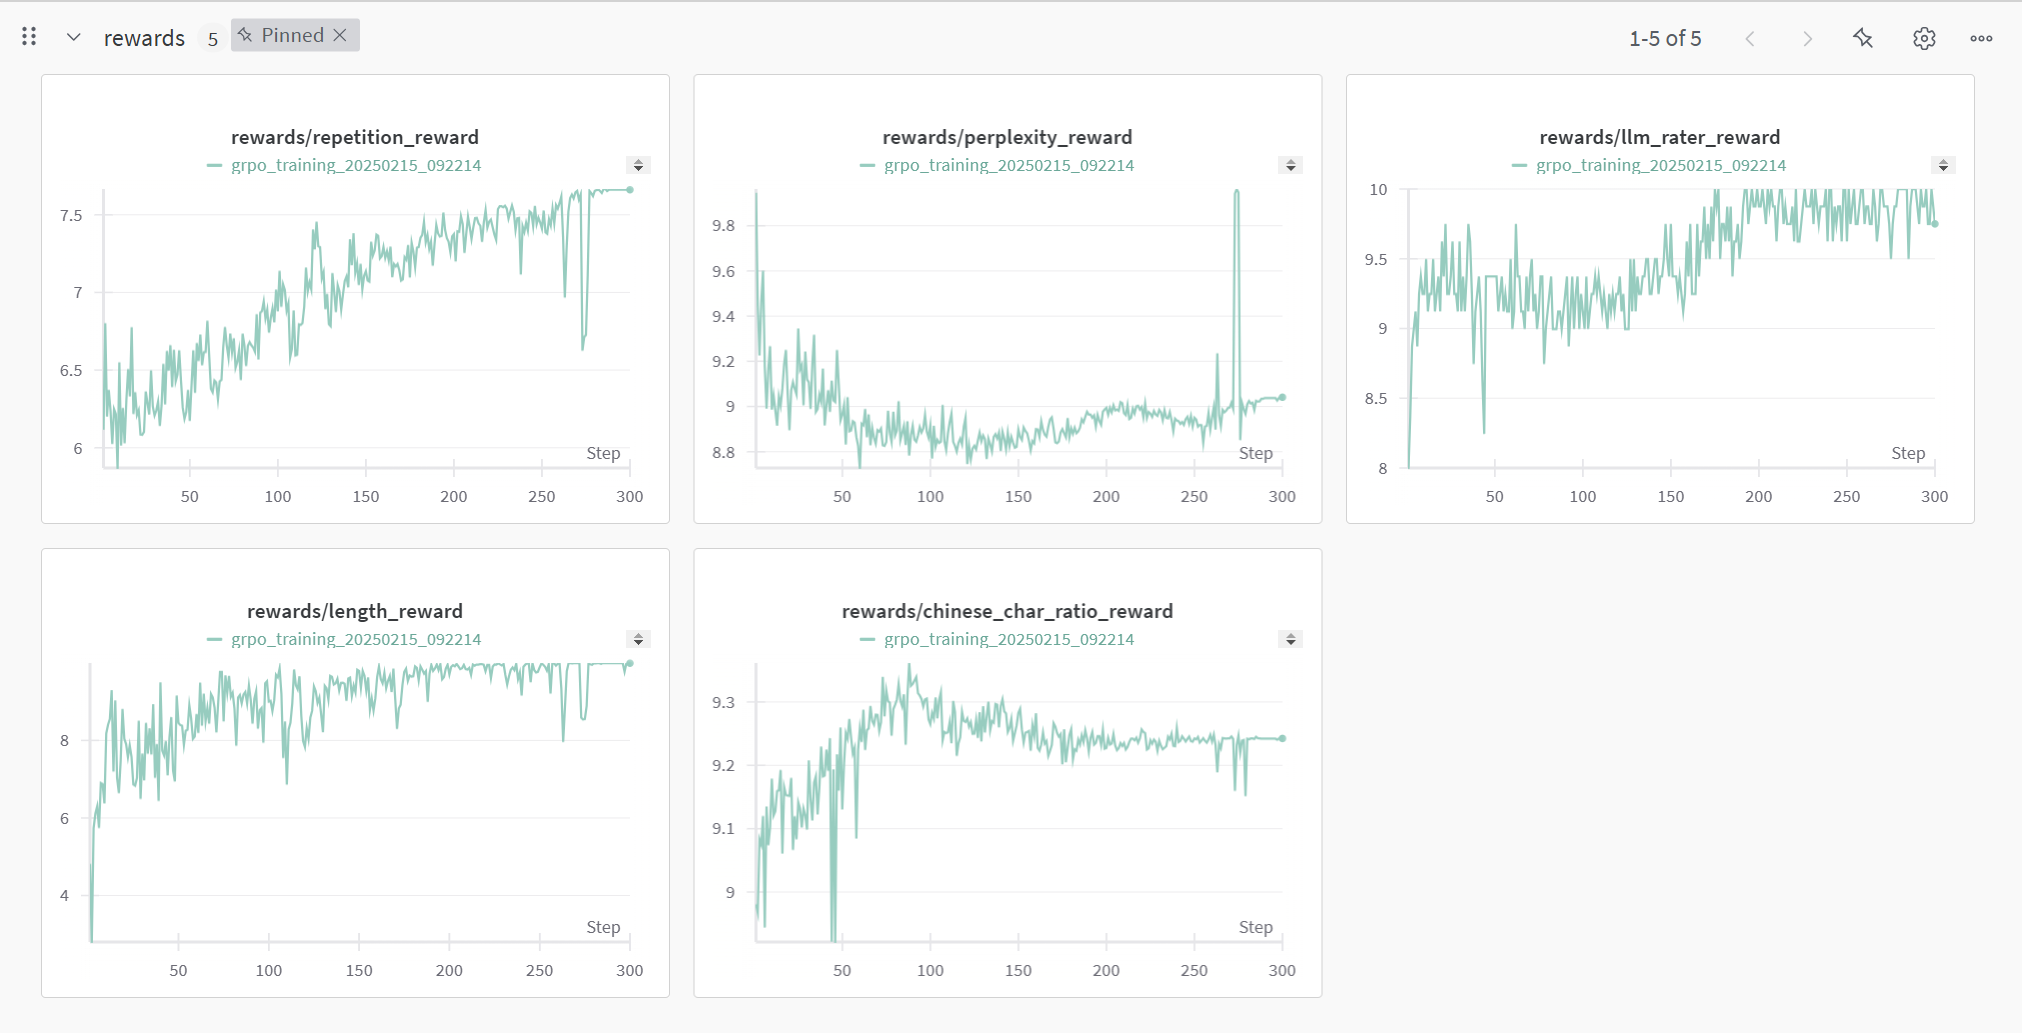 rewards 5 Pinned 1-5 of 5
rewards/repetition_reward
grpo_training_20250215_092214
7.5
7
6.5
6
Step
50 100 150 200 250 300
rewards/perplexity_reward
grpo_training_20250215_092214
9.8
9.6
9.4
9.2
9
8.8
Step
50 100 150 200 250 300
rewards/llm_rater_reward
grpo_training_20250215_092214
10
9.5
9
8.5
8
Step
50 100 150 200 250 300
rewards/length_reward
grpo_training_20250215_092214
8
6
4
Step
50 100 150 200 250 300
rewards/chinese_char_ratio_reward
grpo_training_20250215_092214
9.3
9.2
9.1
9
Step
50 100 150 200 250 300